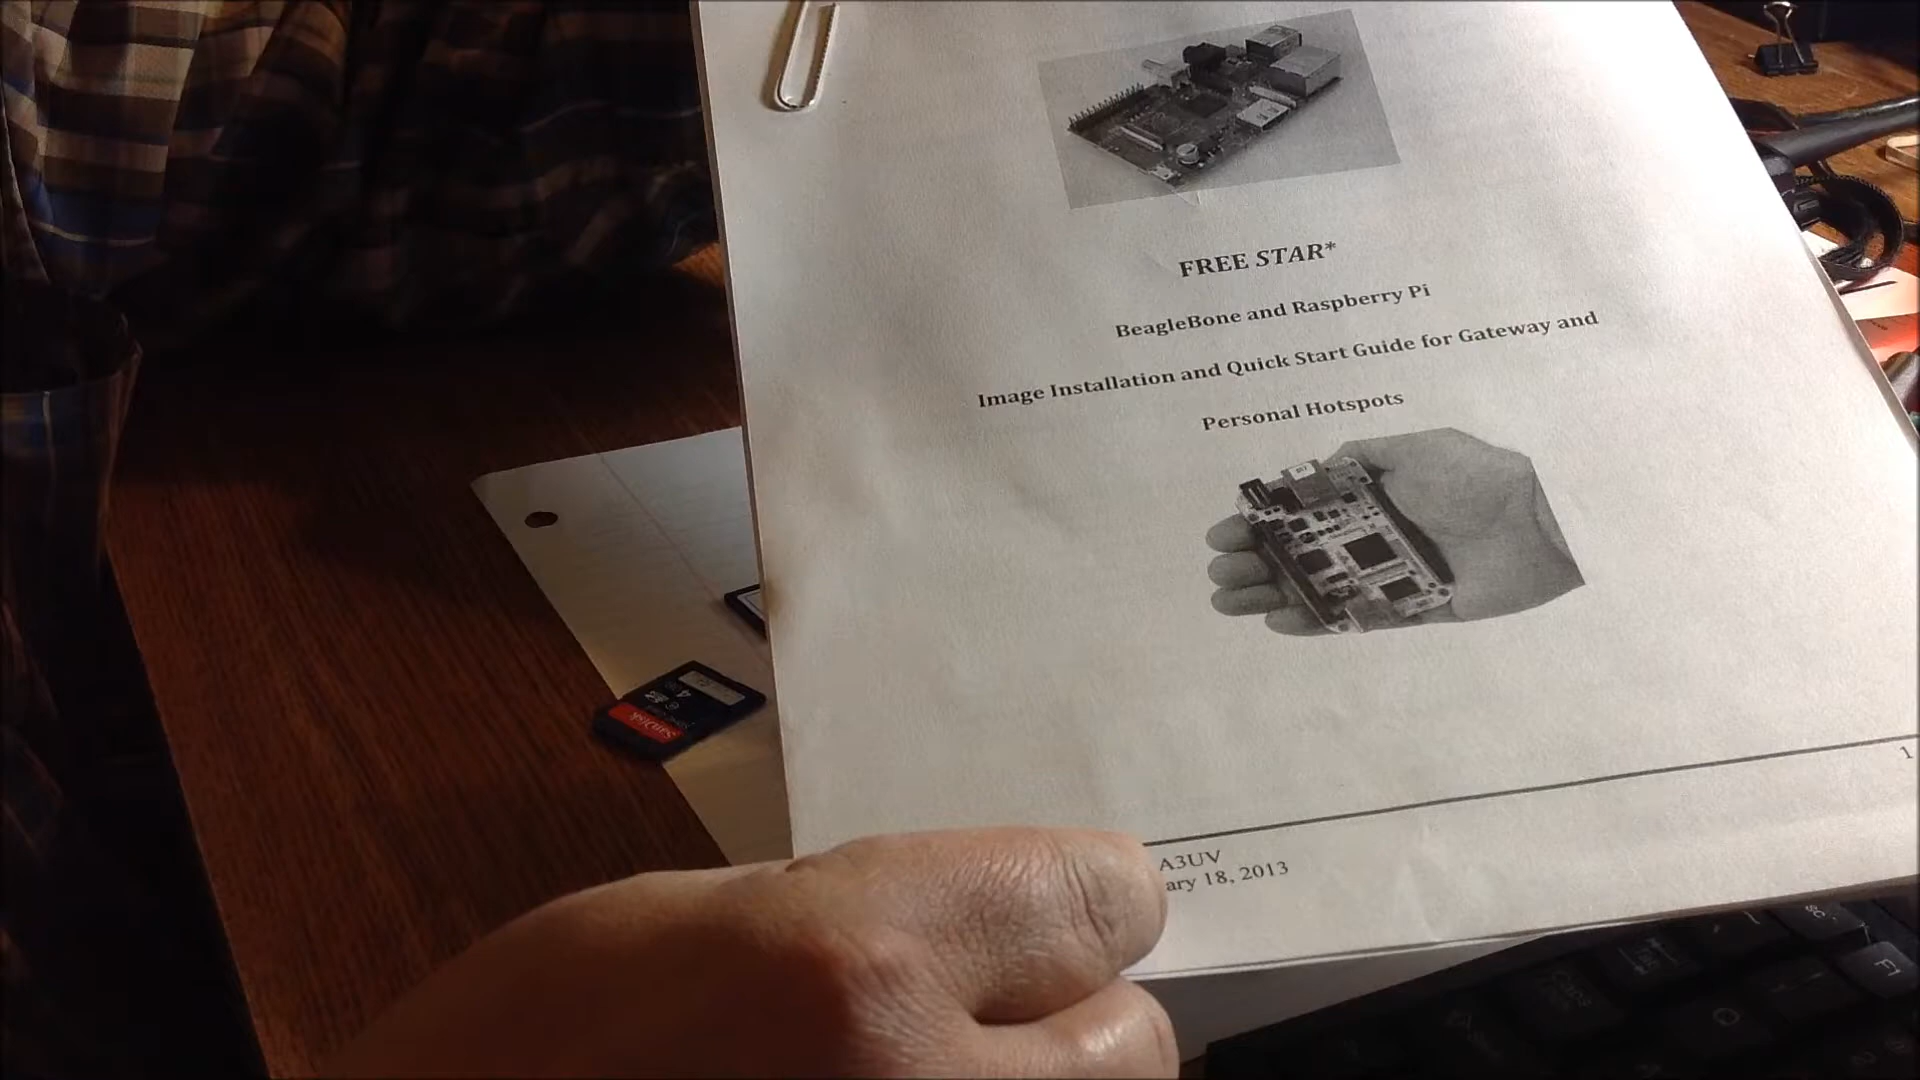 FREE STAR*
BeagleBone and Raspberry Pi
Image Installation and Quick Start Guide for Gateway and
Personal Hotspots
1
A3UV
ary 18, 2013
SanDisk
4
F1